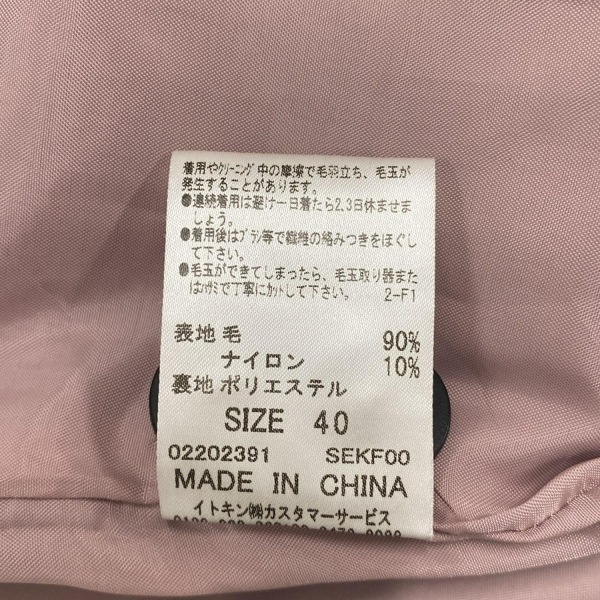 着用やｸﾘｰﾆﾝｸﾞ中の摩擦で毛羽立ち、毛玉が
発生することがあります。
●連続着用は避け一日着たら2,3日休ませま
しょう。
●着用後はﾌﾞﾗｼ等で繊維の絡みつきをほぐし
て下さい。
●毛玉ができてしまったら、毛玉取り器また
はﾊｻﾐで丁寧にｶｯﾄして下さい。 2-F1
表地 毛 90%
ナイロン 10%
裏地 ポリエステル
SIZE 40
02202391 SEKF00
MADE IN CHINA
イトキン㈱カスタマーサービス